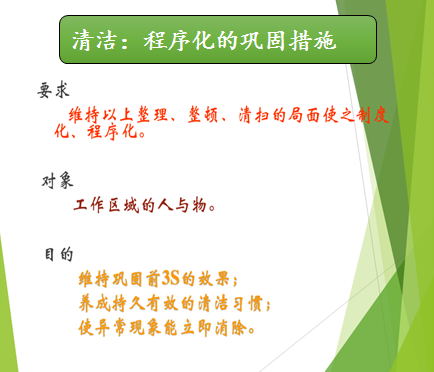 清洁：程序化的巩固措施
要求
维持以上整理、整顿、清扫的局面使之制度
化、程序化。
对象
工作区域的人与物。
目的
维持巩固前3S的效果；
养成持久有效的清洁习惯；
使异常现象能立即消除。